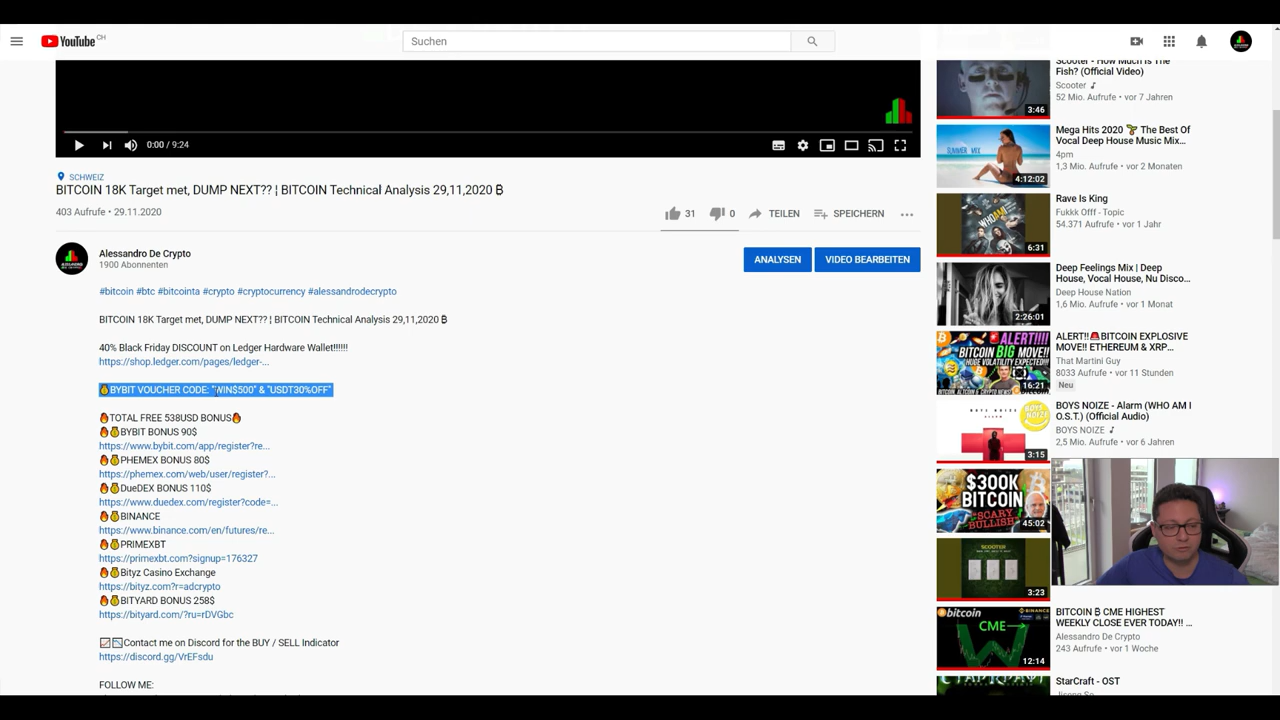 YouTube CH
Suchen
0:00 / 9:24
SCHWEIZ
BITCOIN 18K Target met, DUMP NEXT?? ¦ BITCOIN Technical Analysis 29,11,2020 ₿
403 Aufrufe • 29.11.2020
31
0
TEILEN
SPEICHERN
Alessandro De Crypto
1900 Abonnenten
ANALYSEN
VIDEO BEARBEITEN
#bitcoin #btc #bitcointa #crypto #cryptocurrency #alessandrodecrypto
BITCOIN 18K Target met, DUMP NEXT?? ¦ BITCOIN Technical Analysis 29,11,2020 ₿
40% Black Friday DISCOUNT on Ledger Hardware Wallet!!!!!!
https://shop.ledger.com/pages/ledger-...
💰BYBIT VOUCHER CODE: "WIN$500" & "USDT30%OFF"
🔥TOTAL FREE 538USD BONUS🔥
🔥💰BYBIT BONUS 90$
https://www.bybit.com/app/register?re...
🔥💰PHEMEX BONUS 80$
https://phemex.com/web/user/register?...
🔥💰DueDEX BONUS 110$
https://www.duedex.com/register?code=...
🔥💰BINANCE
https://www.binance.com/en/futures/re...
🔥💰PRIMEXBT
https://primexbt.com?signup=176327
🔥💰Bityz Casino Exchange
https://bityz.com?r=adcrypto
🔥💰BITYARD BONUS 258$
https://bityard.com/?ru=rDVGbc
📈📉Contact me on Discord for the BUY / SELL Indicator
https://discord.gg/VrEFsdu
FOLLOW ME:
Scooter - How Much Is The
Fish? (Official Video)
Scooter ♪
52 Mio. Aufrufe • vor 7 Jahren
3:46
Mega Hits 2020 🌱 The Best Of
Vocal Deep House Music Mix...
4pm
1,3 Mio. Aufrufe • vor 2 Monaten
SUMMER MIX
4:12:02
Rave Is King
Fukkk Offf - Topic
54.371 Aufrufe • vor 1 Jahr
WHOAMI
6:31
Deep Feelings Mix | Deep
House, Vocal House, Nu Disco...
Deep House Nation
1,6 Mio. Aufrufe • vor 1 Monat
2:26:01
ALERT!!🚨BITCOIN EXPLOSIVE
MOVE!! ETHEREUM & XRP...
That Martini Guy
8033 Aufrufe • vor 11 Stunden
Neu
ALERT!!
BITCOIN
BIG MOVE!!
16:21
BOYS NOIZE - Alarm (WHO AM I
O.S.T.) (Official Audio)
BOYS NOIZE ♪
2,5 Mio. Aufrufe • vor 6 Jahren
3:15
$300K
BITCOIN
"SCARY
BULLISH"
45:02
SCOOTER
3:23
BITCOIN ₿ CME HIGHEST
WEEKLY CLOSE EVER TODAY!! ...
Alessandro De Crypto
243 Aufrufe • vor 1 Woche
bitcoin
BINANCE
CME→
12:14
StarCraft - OST